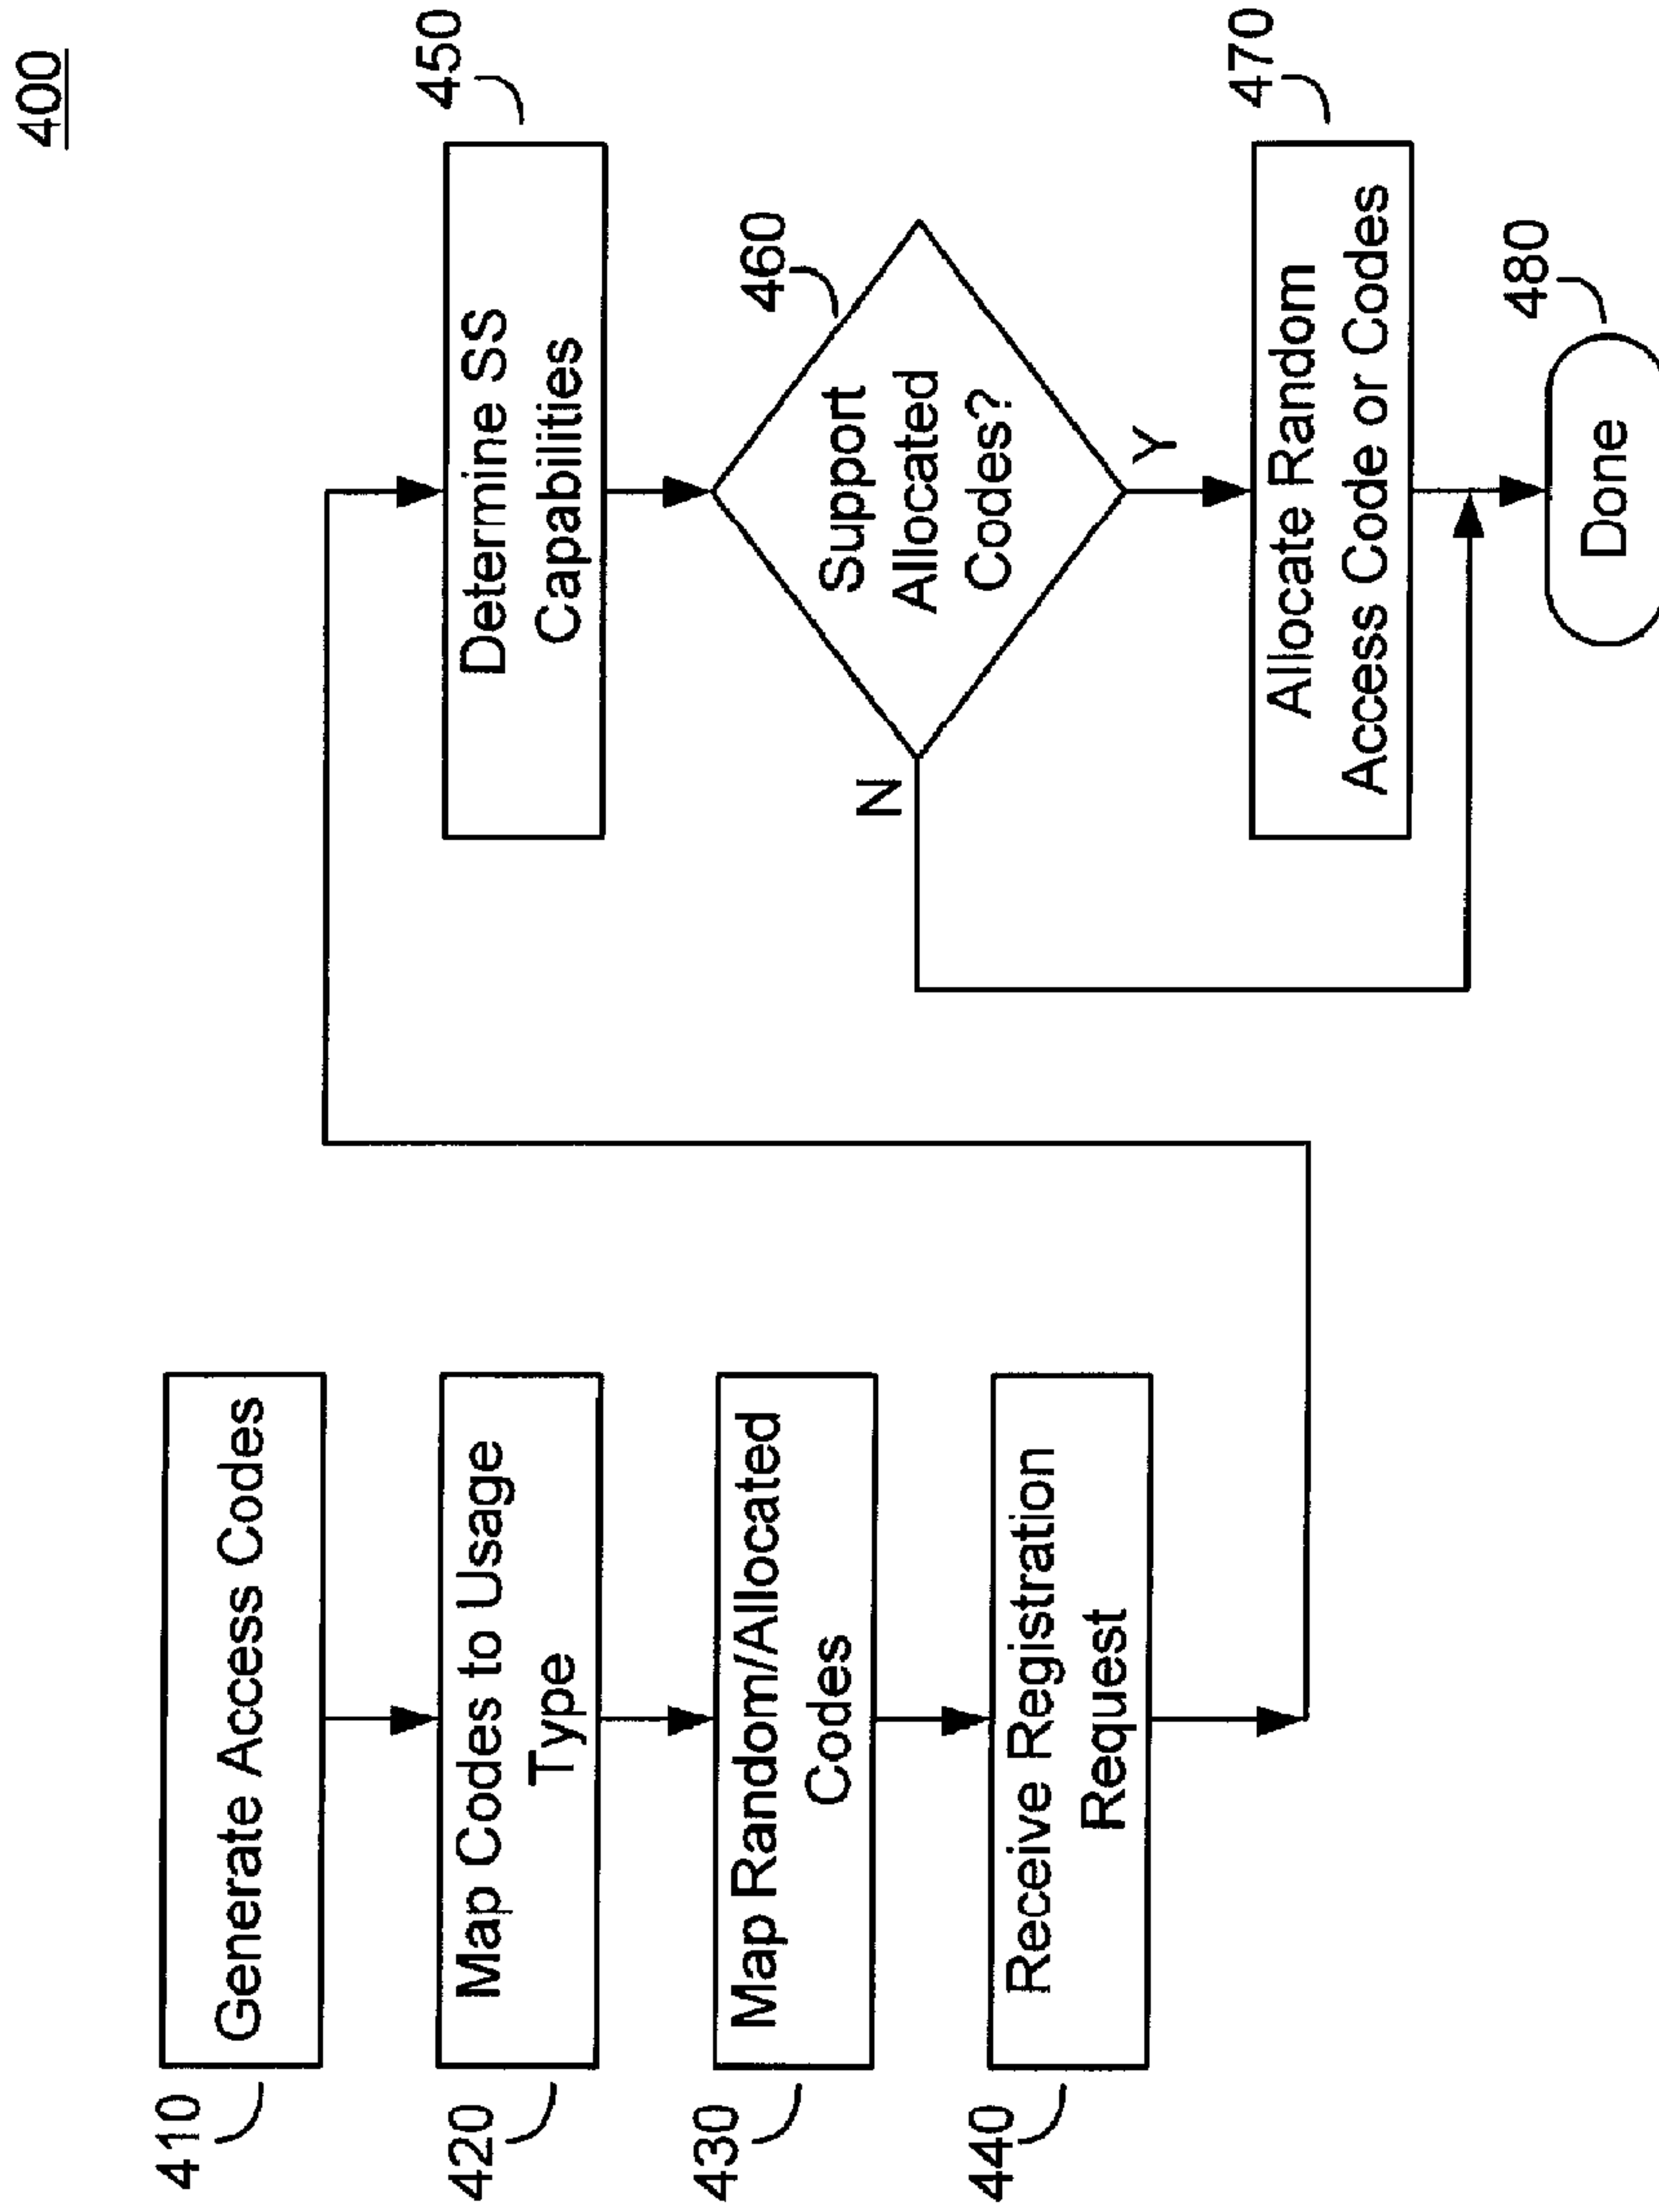 400
410
Generate Access Codes
420
Map Codes to Usage
Type
430
Map Random/Allocated
Codes
440
Receive Registration
Request
450
Determine SS
Capabilities
460
Support
Allocated
Codes?
N
Y
470
Allocate Random
Access Code or Codes
480
Done